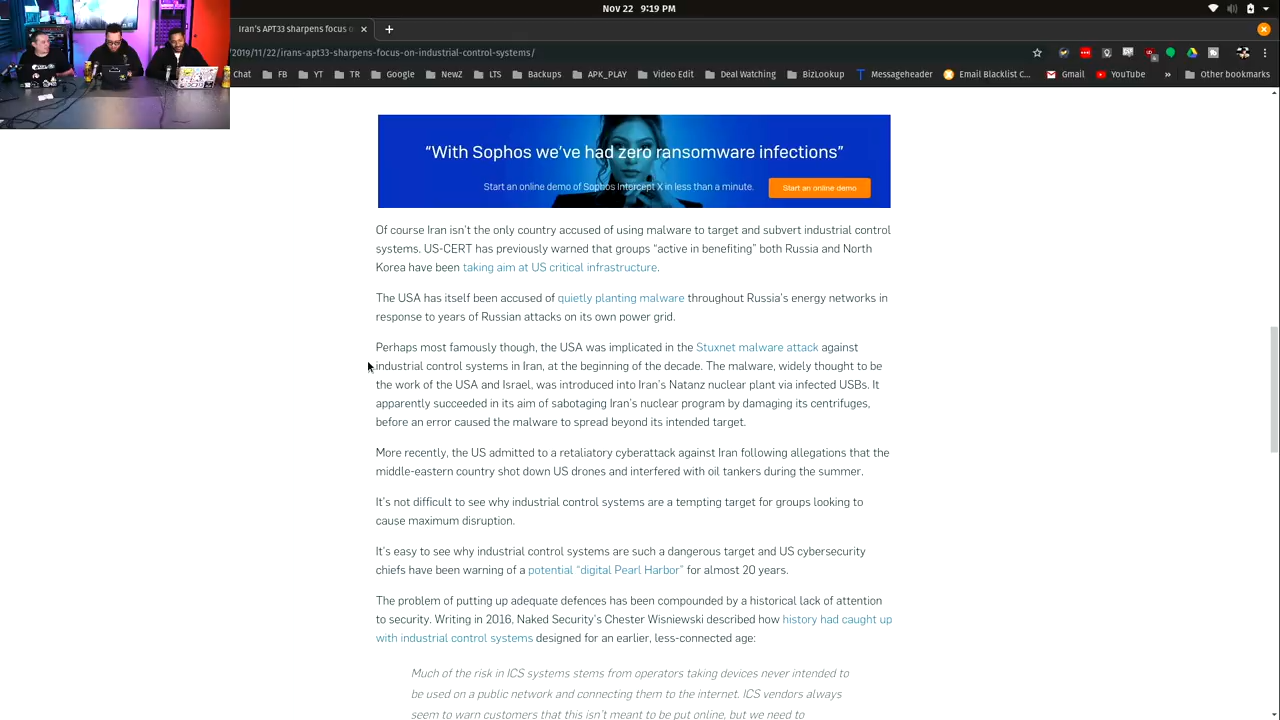 Nov 22 9:19 PM
Iran's APT33 sharpens focus o
/2019/11/22/irans-apt33-sharpens-focus-on-industrial-control-systems/
Chat FB YT TR Google News2 LTS Backups APK_PLAY Video Edit Deal Watching BizLookup MessageHeader Email Blacklist C... Gmail YouTube Other bookmarks
“With Sophos we’ve had zero ransomware infections”
Start an online demo of Sophos Intercept X in less than a minute.
Start an online demo
Of course Iran isn’t the only country accused of using malware to target and subvert industrial control
systems. US-CERT has previously warned that groups “active in benefiting” both Russia and North
Korea have been taking aim at US critical infrastructure.
The USA has itself been accused of quietly planting malware throughout Russia’s energy networks in
response to years of Russian attacks on its own power grid.
Perhaps most famously though, the USA was implicated in the Stuxnet malware attack against
industrial control systems in Iran, at the beginning of the decade. The malware, widely thought to be
the work of the USA and Israel, was introduced into Iran’s Natanz nuclear plant via infected USBs. It
apparently succeeded in its aim of sabotaging Iran’s nuclear program by damaging its centrifuges,
before an error caused the malware to spread beyond its intended target.
More recently, the US admitted to a retaliatory cyberattack against Iran following allegations that the
middle-eastern country shot down US drones and interfered with oil tankers during the summer.
It’s not difficult to see why industrial control systems are a tempting target for groups looking to
cause maximum disruption.
It’s easy to see why industrial control systems are such a dangerous target and US cybersecurity
chiefs have been warning of a potential “digital Pearl Harbor” for almost 20 years.
The problem of putting up adequate defences has been compounded by a historical lack of attention
to security. Writing in 2016, Naked Security’s Chester Wisniewski described how history had caught up
with industrial control systems designed for an earlier, less-connected age:
Much of the risk in ICS systems stems from operators taking devices never intended to
be used on a public network and connecting them to the internet. ICS vendors always
seem to warn customers that this isn’t meant to be put online, but we need to